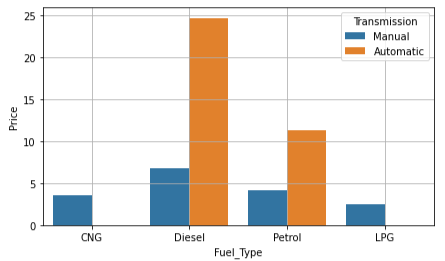 Transmission
Manual
Automatic
25
20
15
10
5
0
Price
CNG Diesel Petrol LPG
Fuel_Type